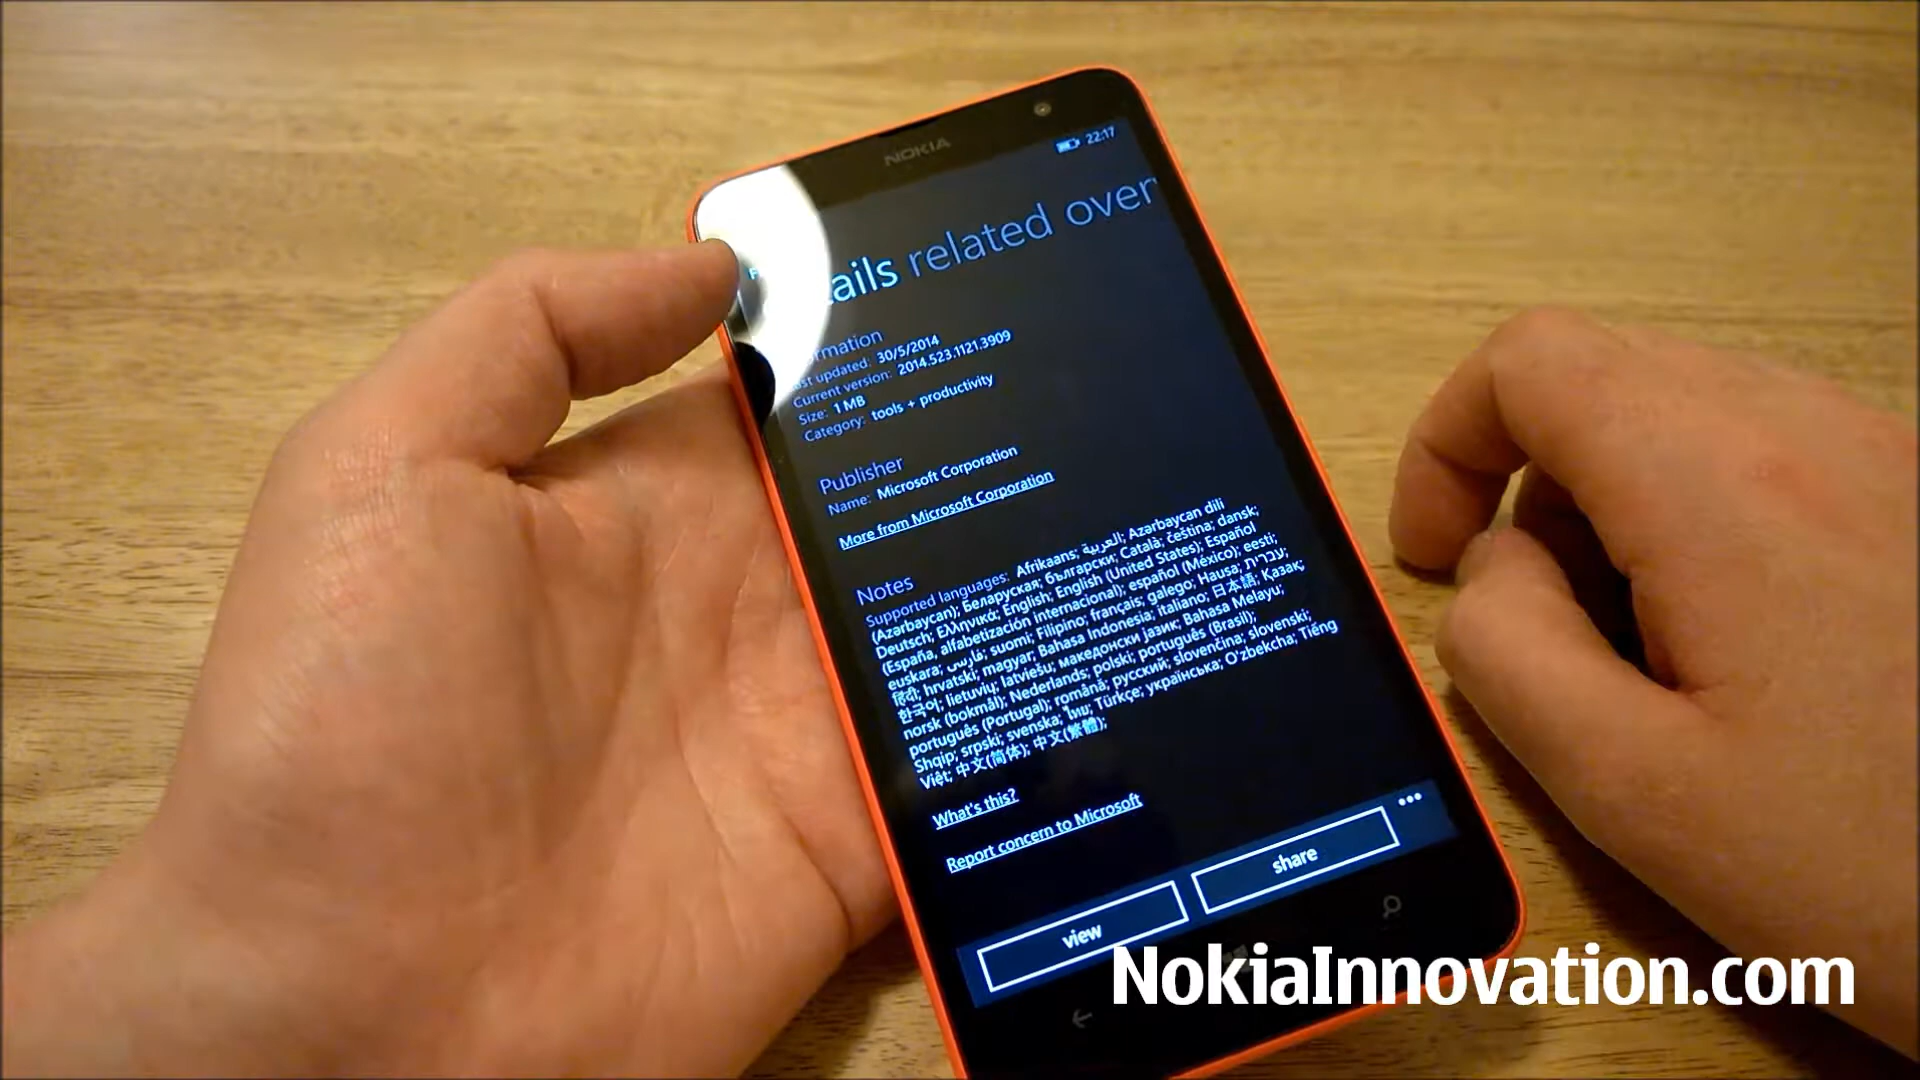 NOKIA
22:17
ails related over
rmation
ast updated: 30/5/2014
Current version: 2014.523.1121.3909
Size: 1 MB
Category: tools + productivity
Publisher
Name: Microsoft Corporation
More from Microsoft Corporation
Notes
Supported languages: Afrikaans; العربية; Azərbaycan dili
(Azərbaycan); Беларуская; български; Català; čeština; dansk;
Deutsch; Ελληνικά; English; English (United States); Español
(España, alfabetización internacional); español (México); eesti;
euskara; فارسى; suomi; Filipino; français; galego; Hausa; עברית;
हिंदी; hrvatski; magyar; Bahasa Indonesia; italiano; 日本語; Қазақ;
한국어; lietuvių; latviešu; македонски јазик; Bahasa Melayu;
norsk (bokmål); Nederlands; polski; português (Brasil);
português (Portugal); română; русский; slovenčina; slovenski;
Shqip; srpski; svenska; ไทย; Türkçe; українська; O'zbekcha; Tiếng
Việt; 中文(简体); 中文(繁體);
What's this?
Report concern to Microsoft
view
share
NokiaInnovation.com